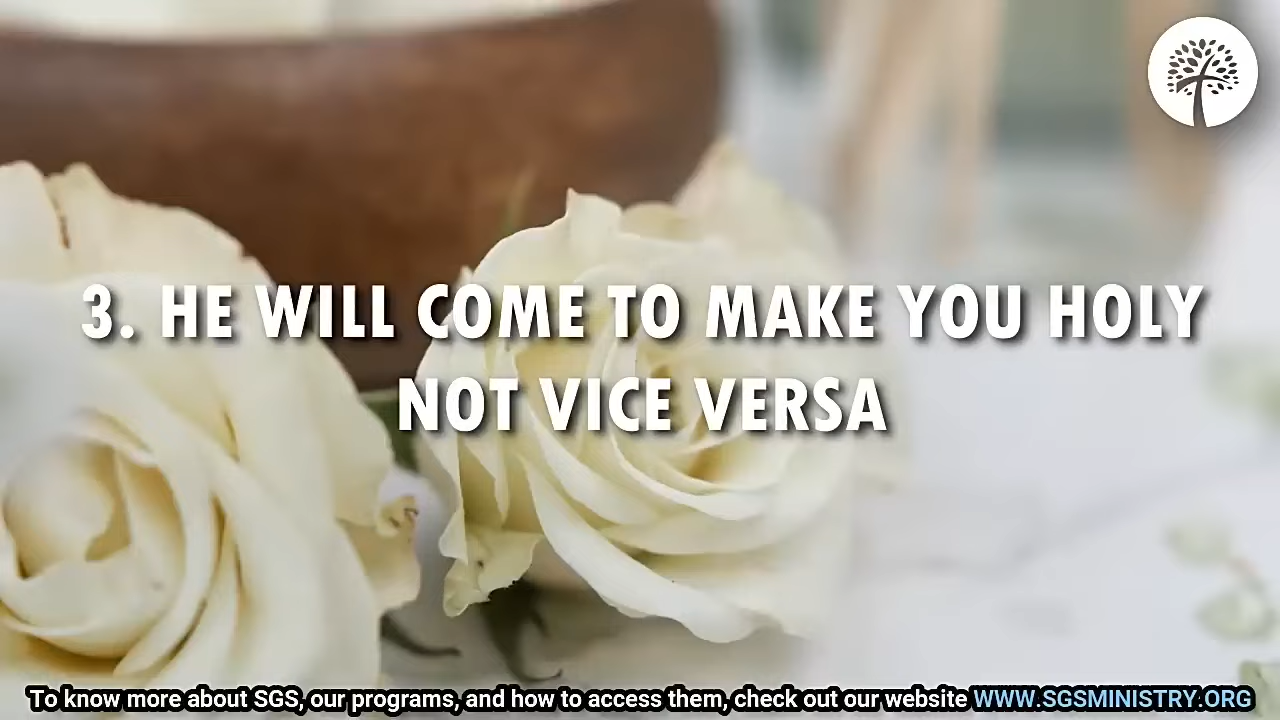 3. HE WILL COME TO MAKE YOU HOLY
NOT VICE VERSA
To know more about SGS, our programs, and how to access them, check out our website WWW.SGSMINISTRY.ORG